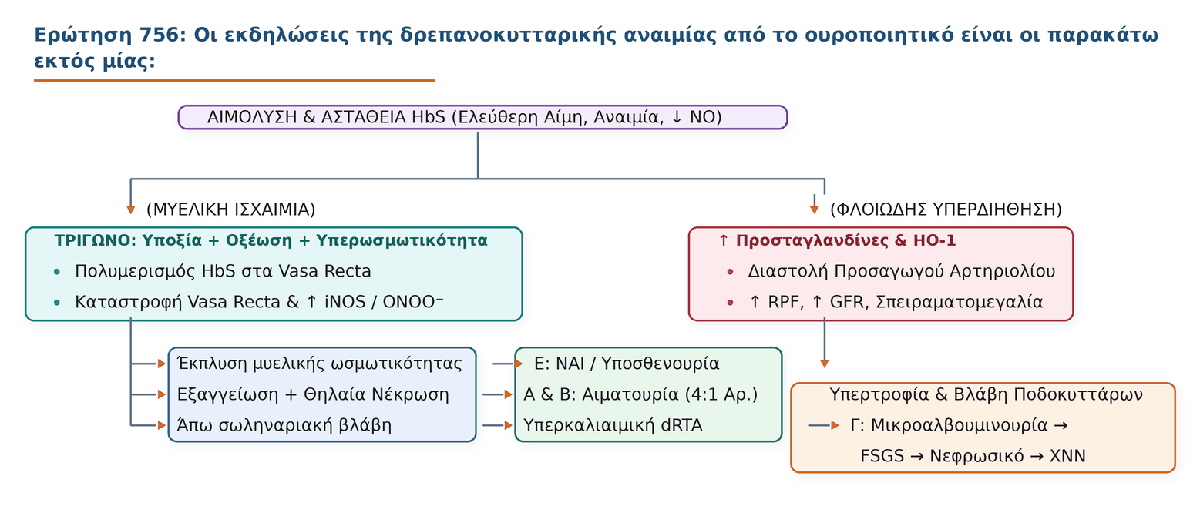 Ερώτηση 756: Οι εκδηλώσεις της δρεπανοκυτταρικής αναιμίας από το ουροποιητικό είναι οι παρακάτω
εκτός μίας:
ΑΙΜΟΛΥΣΗ & ΑΣΤΑΘΕΙΑ HbS (Ελεύθερη Αίμη, Αναιμία, ↓ NO)
(ΜΥΕΛΙΚΗ ΙΣΧΑΙΜΙΑ)
(ΦΛΟΙΩΔΗΣ ΥΠΕΡΔΙΗΘΗΣΗ)
ΤΡΙΓΩΝΟ: Υποξία + Οξέωση + Υπερωσμωτικότητα
• Πολυμερισμός HbS στα Vasa Recta
• Καταστροφή Vasa Recta & ↑ iNOS / ONOO⁻
↑ Προσταγλανδίνες & HO-1
• Διαστολή Προσαγωγού Αρτηριολίου
• ↑ RPF, ↑ GFR, Σπειραματομεγαλία
Έκπλυση μυελικής ωσμωτικότητας
Εξαγγείωση + Θηλαία Νέκρωση
Άπω σωληναριακή βλάβη
Ε: ΝΑΙ / Υποσθενουρία
Α & Β: Αιματουρία (4:1 Αρ.)
Υπερκαλιαιμική dRTA
Υπερτροφία & Βλάβη Ποδοκυττάρων
Γ: Μικροαλβουμινουρία →
FSGS → Νεφρωσικό → ΧΝΝ